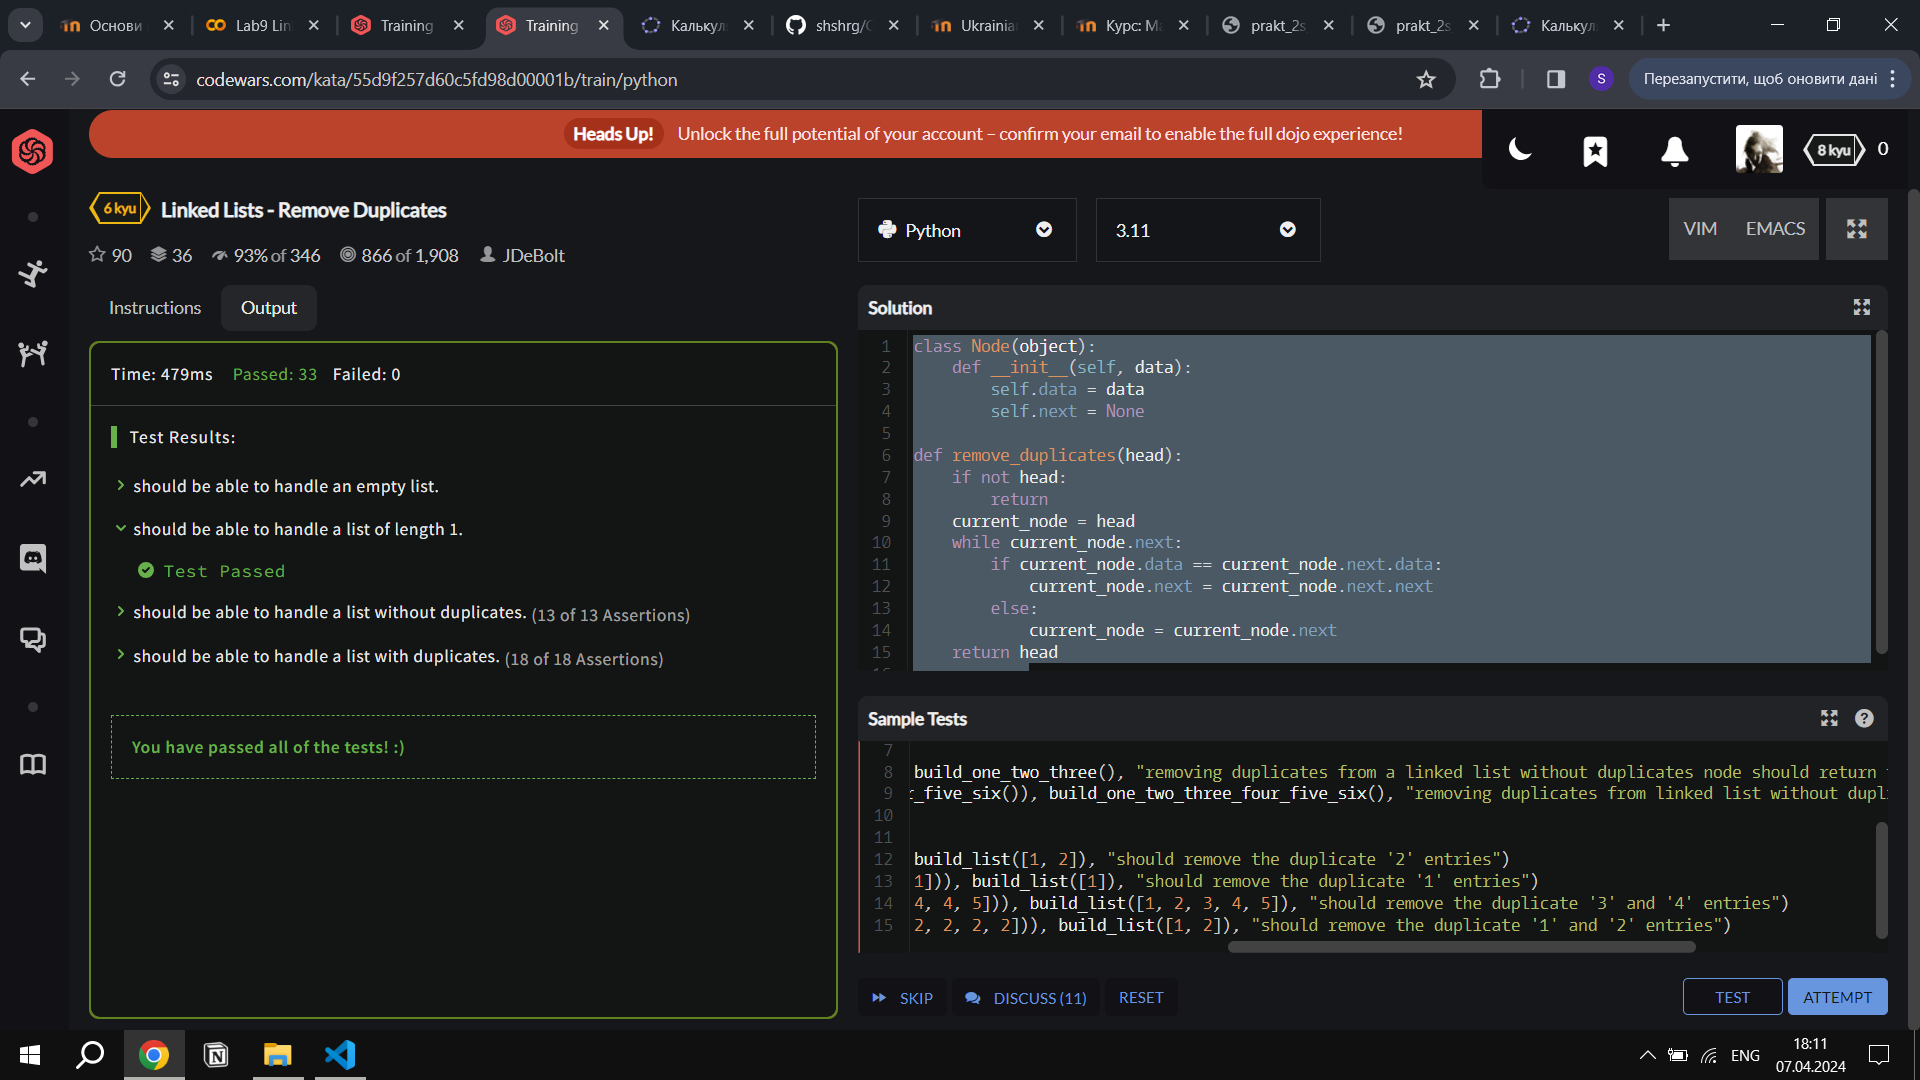 Основи
Lab9 Lin
Training
Training
Калькул
shshrg/
Ukrainia
Курс: Ма
prakt_2s
prakt_2s
Калькул
codewars.com/kata/55d9f257d60c5fd98d00001b/train/python
S
Перезапустити, щоб оновити дані
Heads Up! Unlock the full potential of your account – confirm your email to enable the full dojo experience!
8 kyu 0
6 kyu Linked Lists - Remove Duplicates
90 36 93% of 346 866 of 1,908 JDeBolt
Python
3.11
VIM EMACS
Instructions Output
Time: 479ms Passed: 33 Failed: 0
Test Results:
should be able to handle an empty list.
should be able to handle a list of length 1.
Test Passed
should be able to handle a list without duplicates. (13 of 13 Assertions)
should be able to handle a list with duplicates. (18 of 18 Assertions)
You have passed all of the tests! :)
Solution
1 class Node(object):
2 def __init__(self, data):
3 self.data = data
4 self.next = None
5
6 def remove_duplicates(head):
7 if not head:
8 return
9 current_node = head
10 while current_node.next:
11 if current_node.data == current_node.next.data:
12 current_node.next = current_node.next.next
13 else:
14 current_node = current_node.next
15 return head
Sample Tests
7
8 build_one_two_three(), "removing duplicates from a linked list without duplicates node should return
9 r_five_six()), build_one_two_three_four_five_six(), "removing duplicates from linked list without dupl
10
11
12 build_list([1, 2]), "should remove the duplicate '2' entries")
13 1])), build_list([1]), "should remove the duplicate '1' entries")
14 4, 4, 5])), build_list([1, 2, 3, 4, 5]), "should remove the duplicate '3' and '4' entries")
15 2, 2, 2, 2])), build_list([1, 2]), "should remove the duplicate '1' and '2' entries")
SKIP DISCUSS (11) RESET
TEST ATTEMPT
ENG
18:11
07.04.2024